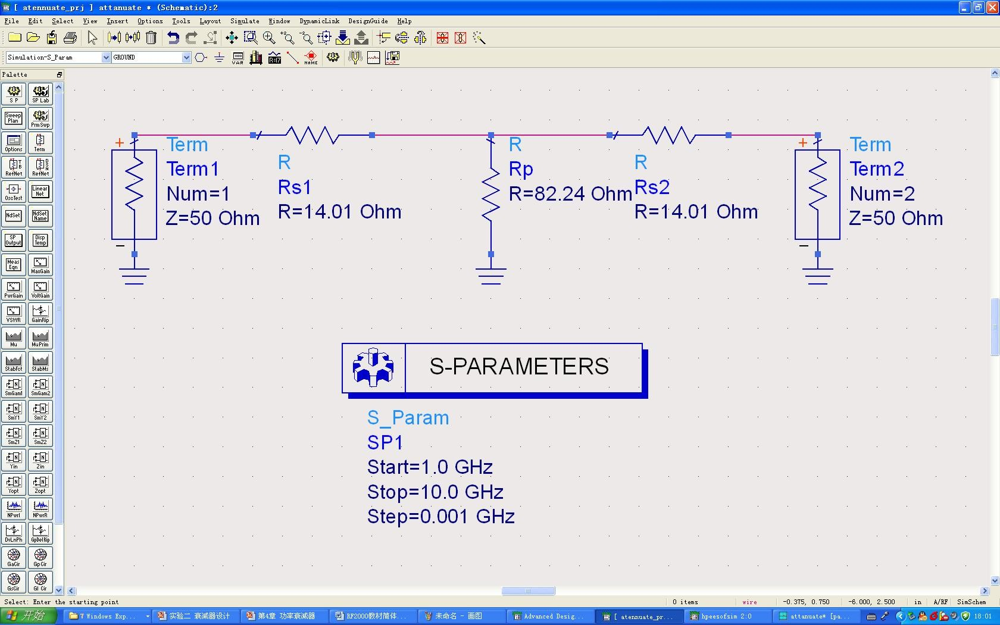 [ atennuate_prj ] attanuate * (Schematic):2
File Edit Select View Insert Options Tools Layout Simulate Window DynamicLink DesignGuide Help
VAR R=17 NAME
Simulation-S_Param GROUND
Palette
S P SP Lab
Sweep Plan Prm Swp
Options Term
RefNet RefNet
OscTest Linear Net
NdSet NdSet Name
SP Output Disp Temp
Meas Eqn MaxGain
PwrGain VoltGain
VSWR GainRip
Mu MuPrim
StabFct StabMs
SmGam1 SmGam2
SmY1 SmY2
SmZ1 SmZ2
Yin Zin
Yopt Zopt
NPwrI NPwrR
DvLnPh GpDelRip
GaCir GpCir
GsCir Gl Cir
+
Term
Term1
Num=1
Z=50 Ohm
R
Rs1
R=14.01 Ohm
R
Rp
R=82.24 Ohm
R
Rs2
R=14.01 Ohm
+
Term
Term2
Num=2
Z=50 Ohm
S-PARAMETERS
S_Param
SP1
Start=1.0 GHz
Stop=10.0 GHz
Step=0.001 GHz
Select: Enter the starting point 0 items wire -0.375, 0.750 -6.000, 2.500 in A/RF SimSchem
开始 7 Windows Exp... 实验二 衰减器设计 第4章 功率衰减器 RF2000教材简体... 未命名 - 画图 Advanced Desig... [ atennuate_pr... hpeesofsim 2:0 attanuate* [pa... 18:01